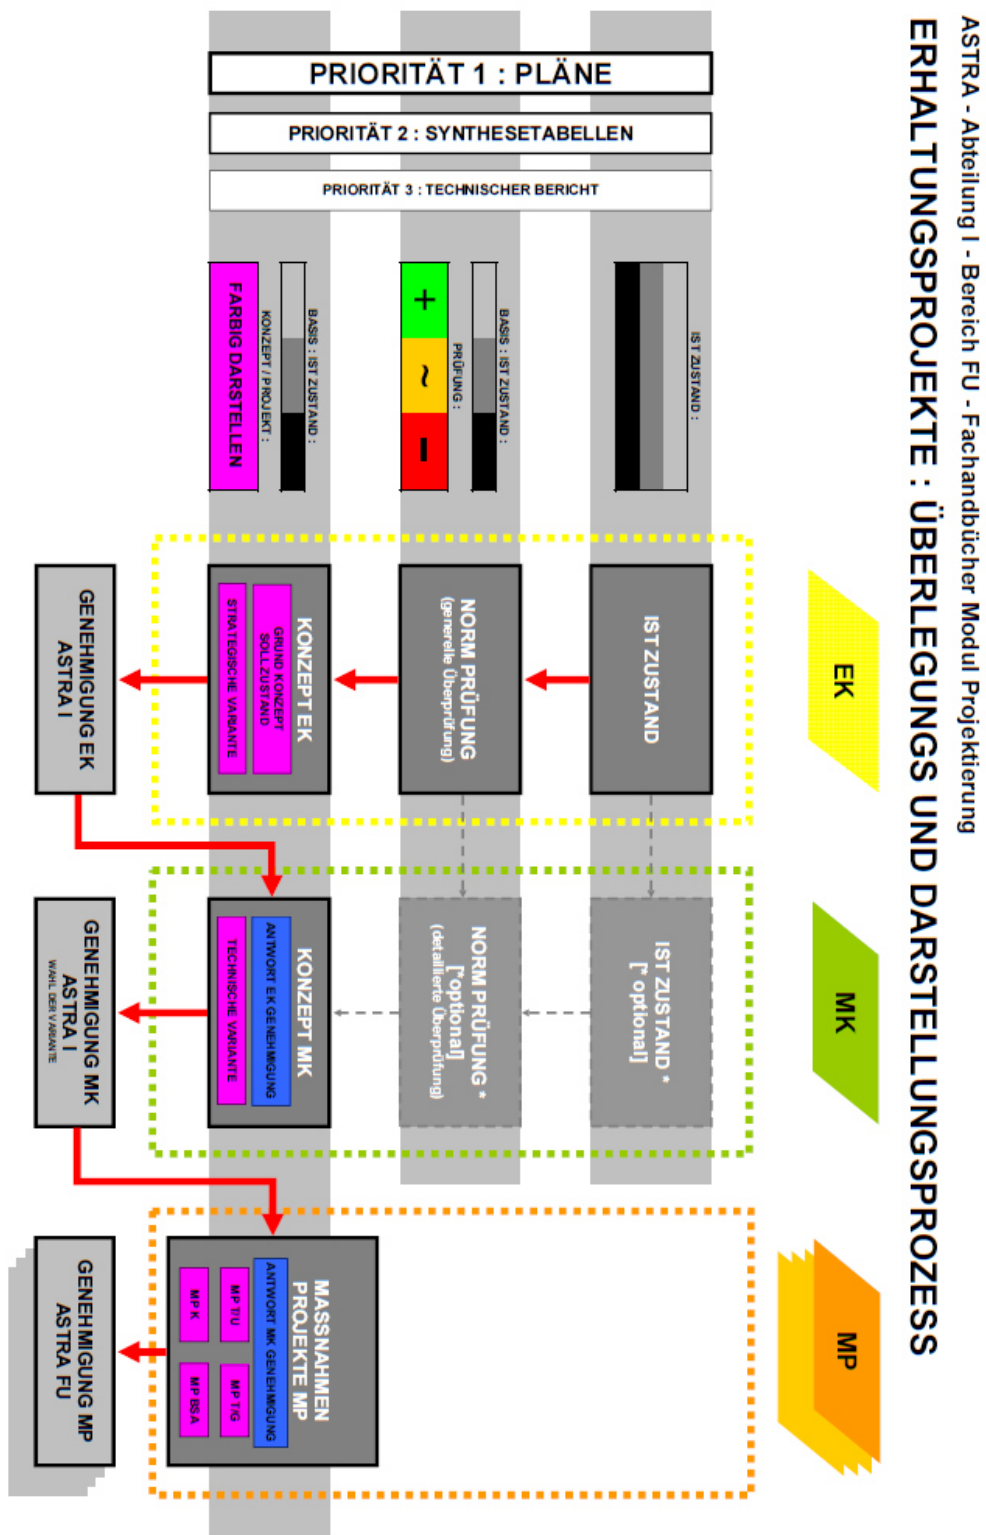 ASTRA - Abteilung I - Bereich FU - Fachandbücher Modul Projektierung
ERHALTUNGSPROJEKTE : ÜBERLEGUNGS UND DARSTELLUNGSPROZESS
EK
MK
MP
IST ZUSTAND :
IST ZUSTAND
IST ZUSTAND *
[* optional]
BASIS : IST ZUSTAND :
PRÜFUNG :
+
~
–
NORM PRÜFUNG
(generelle Überprüfung)
NORM PRÜFUNG *
[*optional]
(detaillierte Überprüfung)
PRIORITÄT 1 : PLÄNE
PRIORITÄT 2 : SYNTHESETABELLEN
PRIORITÄT 3 : TECHNISCHER BERICHT
BASIS : IST ZUSTAND :
KONZEPT / PROJEKT :
FARBIG DARSTELLEN
KONZEPT EK
GRUND KONZEPT
SOLLZUSTAND
STRATEGISCHE VARIANTE
KONZEPT MK
ANTWORT EK GENEHMIGUNG
TECHNISCHE VARIANTE
MASSNAHMEN
PROJEKTE MP
ANTWORT MK GENEHMIGUNG
MP T/U
MP T/G
MP K
MP BSA
GENEHMIGUNG EK
ASTRA I
GENEHMIGUNG MK
ASTRA I
WAHL DER VARIANTE
GENEHMIGUNG MP
ASTRA FU